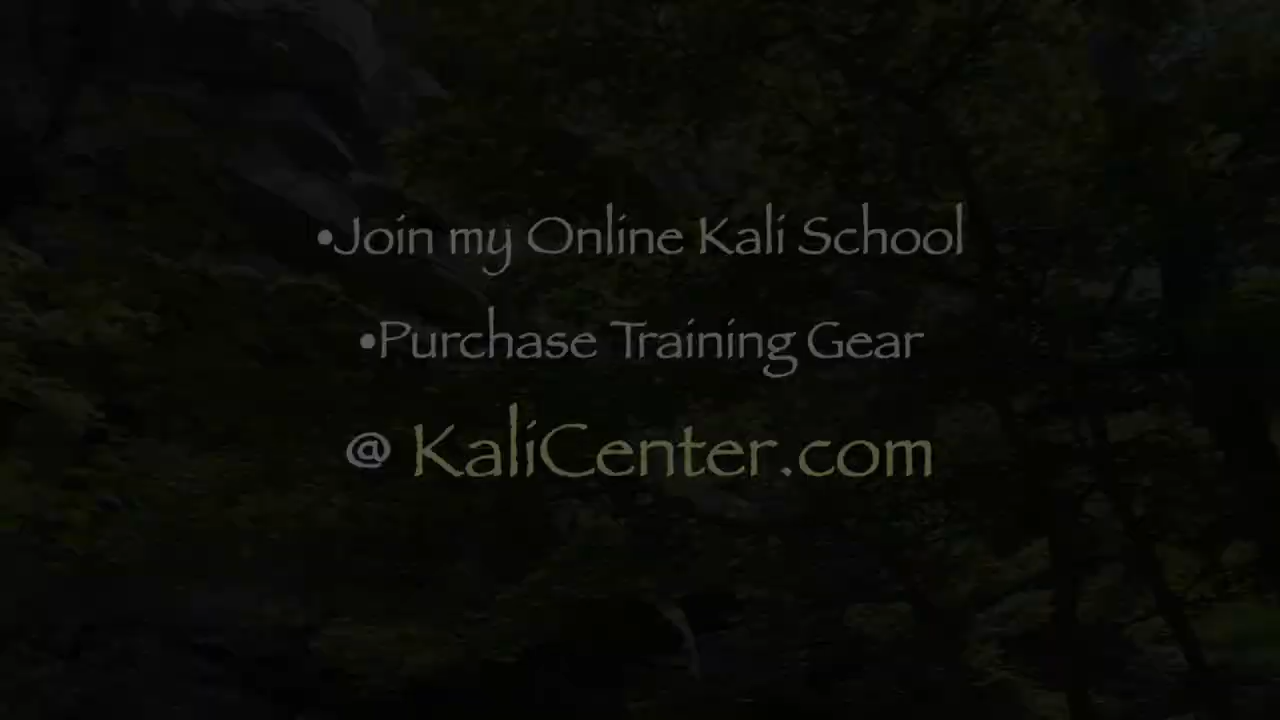 •Join my Online Kali School
•Purchase Training Gear
@ KaliCenter.com